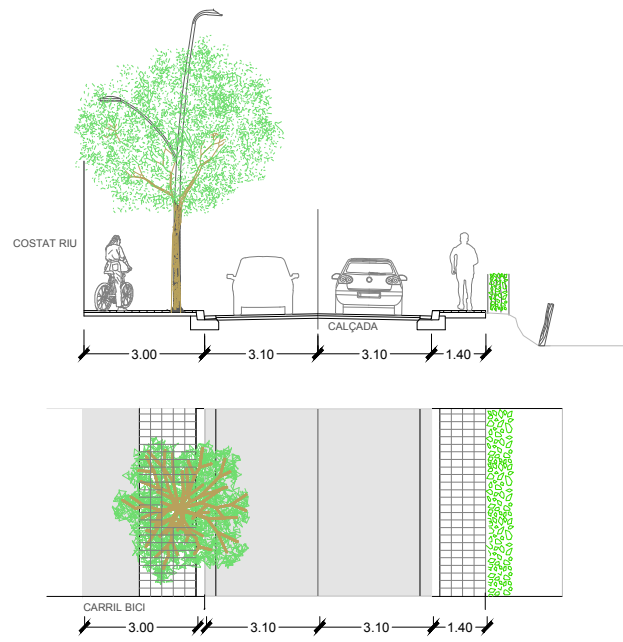 COSTAT RIU
CALÇADA
3.00 3.10 3.10 1.40
CARRIL BICI
3.00 3.10 3.10 1.40